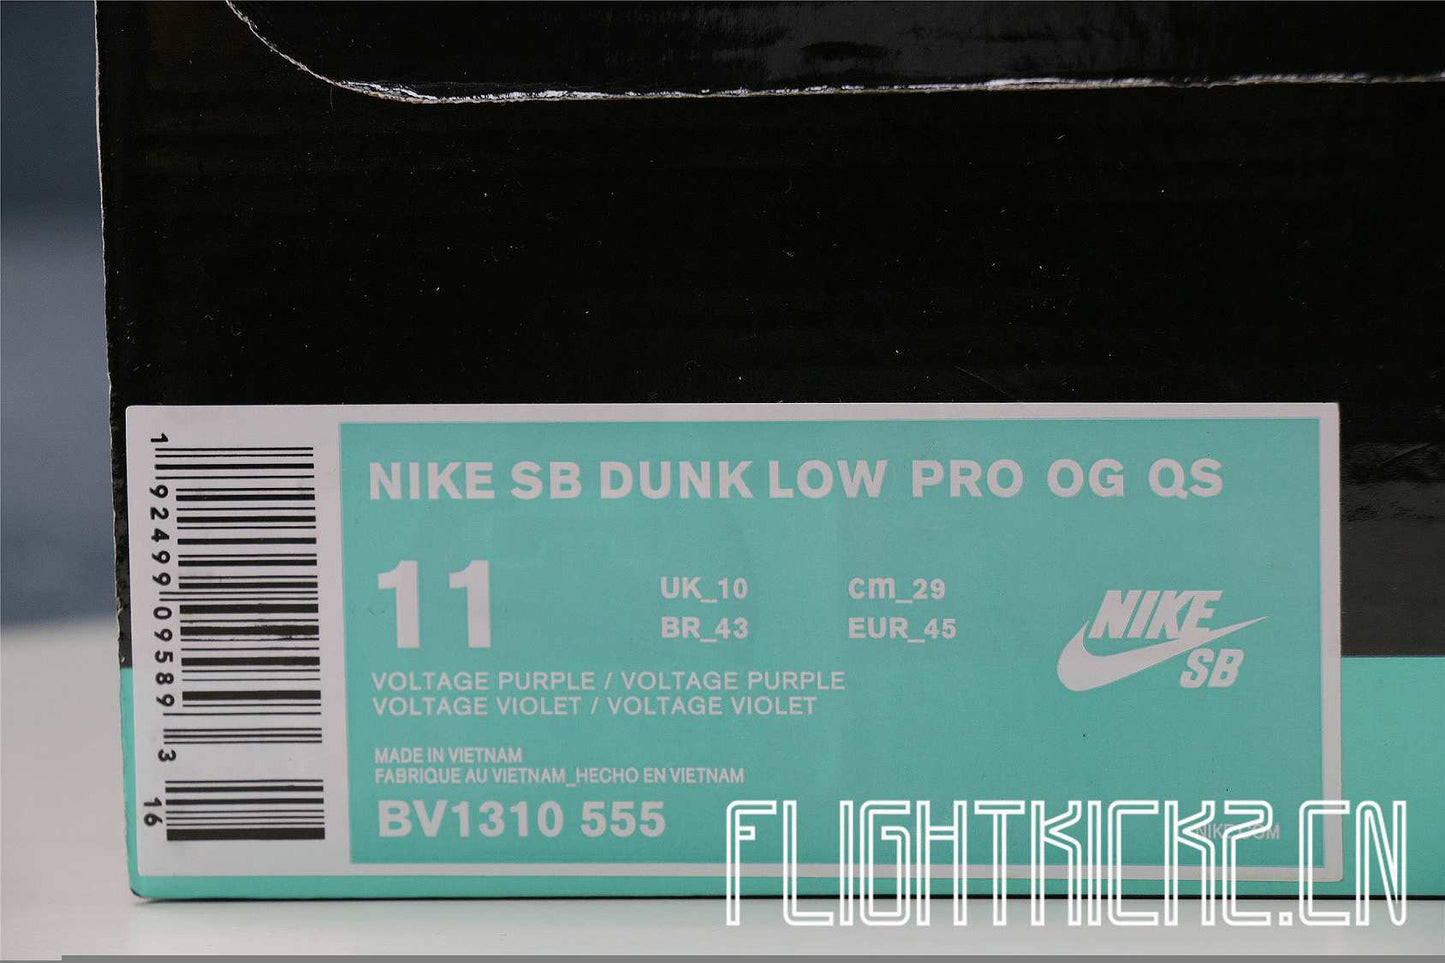 NIKE SB DUNK LOW PRO OG QS
11
UK_10
cm_29
BR_43
EUR_45
NIKE
SB
VOLTAGE PURPLE / VOLTAGE PURPLE
VOLTAGE VIOLET / VOLTAGE VIOLET
MADE IN VIETNAM
FABRIQUE AU VIETNAM_HECHO EN VIETNAM
BV1310 555
NIKE.COM
FLIGHTKICKZ.CN
1 92499 09589 3
16